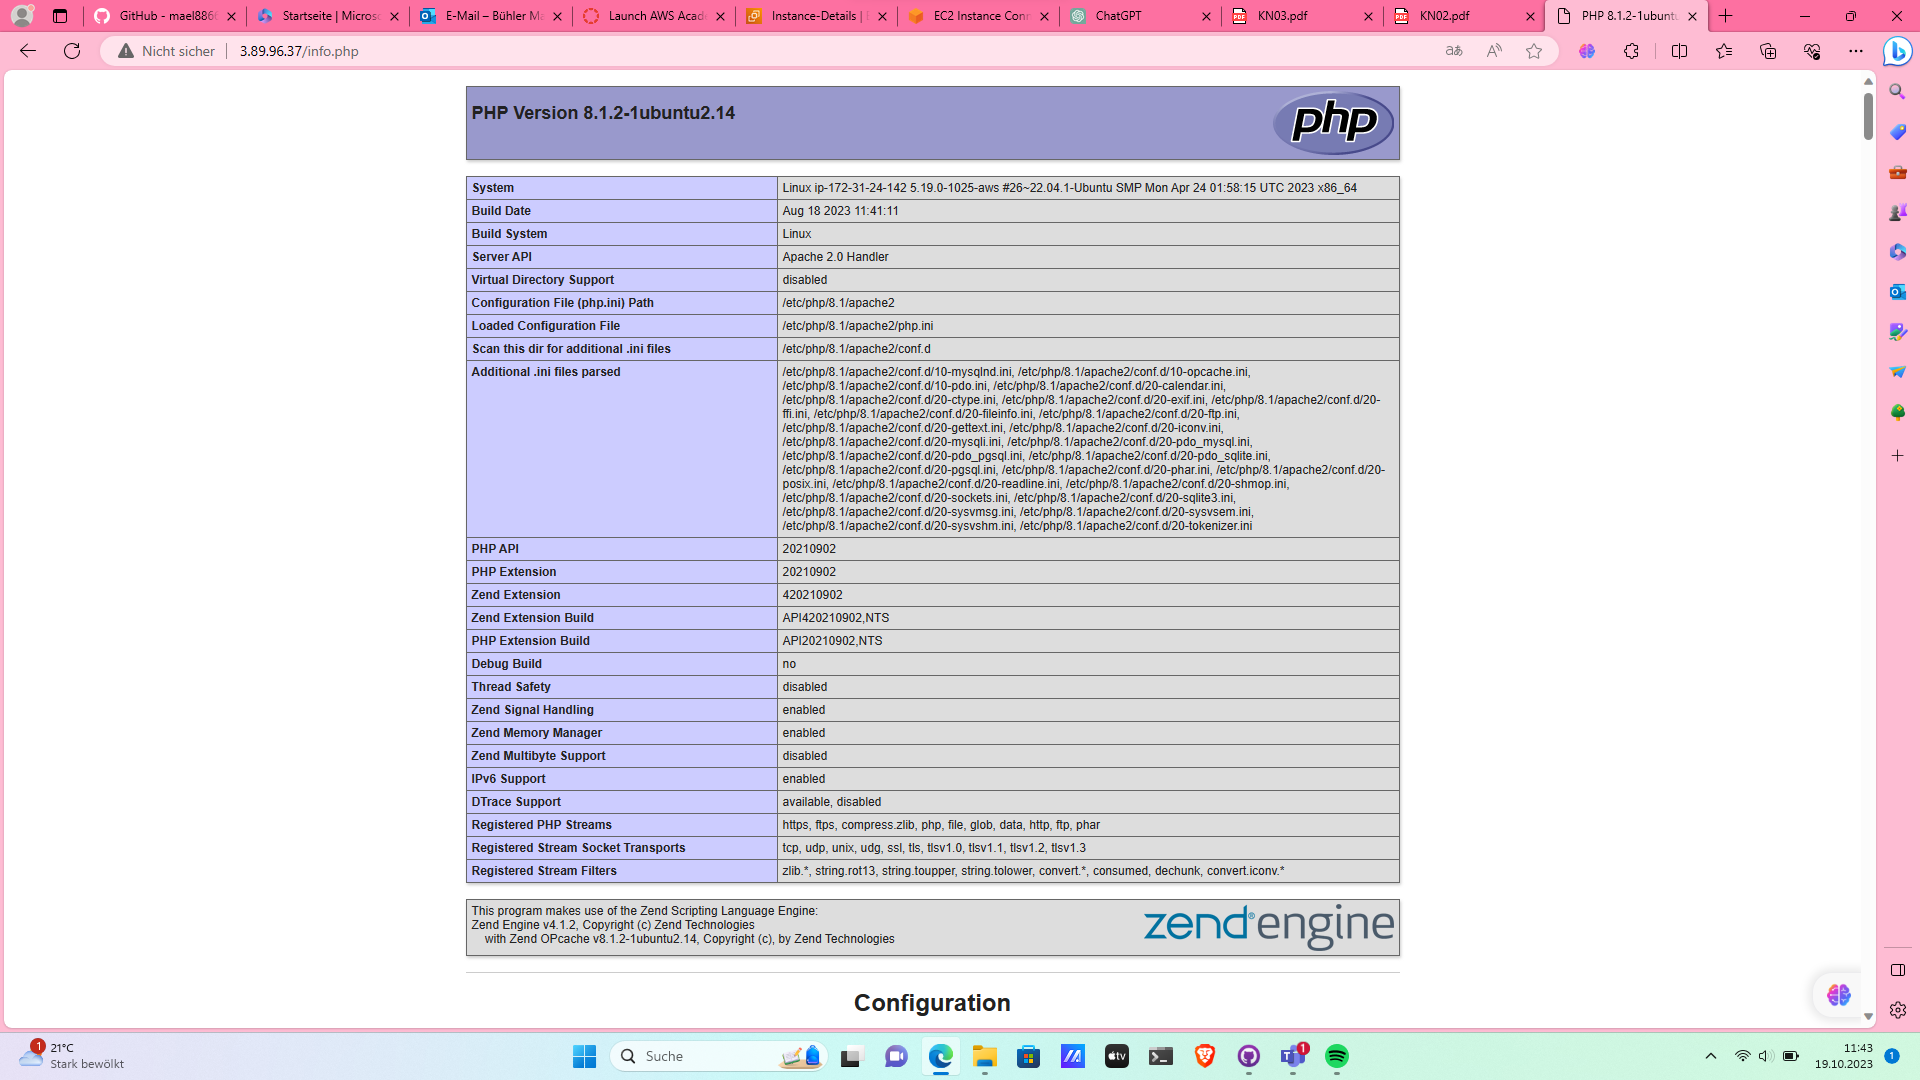 GitHub - mael886
Startseite | Micros
E-Mail – Bühler Ma
Launch AWS Acad
Instance-Details |
EC2 Instance Conn
ChatGPT
KN03.pdf
KN02.pdf
PHP 8.1.2-1ubuntu
Nicht sicher
3.89.96.37/info.php
PHP Version 8.1.2-1ubuntu2.14
php
System Linux ip-172-31-24-142 5.19.0-1025-aws #26~22.04.1-Ubuntu SMP Mon Apr 24 01:58:15 UTC 2023 x86_64
Build Date Aug 18 2023 11:41:11
Build System Linux
Server API Apache 2.0 Handler
Virtual Directory Support disabled
Configuration File (php.ini) Path /etc/php/8.1/apache2
Loaded Configuration File /etc/php/8.1/apache2/php.ini
Scan this dir for additional .ini files /etc/php/8.1/apache2/conf.d
Additional .ini files parsed /etc/php/8.1/apache2/conf.d/10-mysqlnd.ini, /etc/php/8.1/apache2/conf.d/10-opcache.ini,
/etc/php/8.1/apache2/conf.d/10-pdo.ini, /etc/php/8.1/apache2/conf.d/20-calendar.ini,
/etc/php/8.1/apache2/conf.d/20-ctype.ini, /etc/php/8.1/apache2/conf.d/20-exif.ini, /etc/php/8.1/apache2/conf.d/20-
ffi.ini, /etc/php/8.1/apache2/conf.d/20-fileinfo.ini, /etc/php/8.1/apache2/conf.d/20-ftp.ini,
/etc/php/8.1/apache2/conf.d/20-gettext.ini, /etc/php/8.1/apache2/conf.d/20-iconv.ini,
/etc/php/8.1/apache2/conf.d/20-mysqli.ini, /etc/php/8.1/apache2/conf.d/20-pdo_mysql.ini,
/etc/php/8.1/apache2/conf.d/20-pdo_pgsql.ini, /etc/php/8.1/apache2/conf.d/20-pdo_sqlite.ini,
/etc/php/8.1/apache2/conf.d/20-pgsql.ini, /etc/php/8.1/apache2/conf.d/20-phar.ini, /etc/php/8.1/apache2/conf.d/20-
posix.ini, /etc/php/8.1/apache2/conf.d/20-readline.ini, /etc/php/8.1/apache2/conf.d/20-shmop.ini,
/etc/php/8.1/apache2/conf.d/20-sockets.ini, /etc/php/8.1/apache2/conf.d/20-sqlite3.ini,
/etc/php/8.1/apache2/conf.d/20-sysvmsg.ini, /etc/php/8.1/apache2/conf.d/20-sysvsem.ini,
/etc/php/8.1/apache2/conf.d/20-sysvshm.ini, /etc/php/8.1/apache2/conf.d/20-tokenizer.ini
PHP API 20210902
PHP Extension 20210902
Zend Extension 420210902
Zend Extension Build API420210902,NTS
PHP Extension Build API20210902,NTS
Debug Build no
Thread Safety disabled
Zend Signal Handling enabled
Zend Memory Manager enabled
Zend Multibyte Support disabled
IPv6 Support enabled
DTrace Support available, disabled
Registered PHP Streams https, ftps, compress.zlib, php, file, glob, data, http, ftp, phar
Registered Stream Socket Transports tcp, udp, unix, udg, ssl, tls, tlsv1.0, tlsv1.1, tlsv1.2, tlsv1.3
Registered Stream Filters zlib.*, string.rot13, string.toupper, string.tolower, convert.*, consumed, dechunk, convert.iconv.*
This program makes use of the Zend Scripting Language Engine:
Zend Engine v4.1.2, Copyright (c) Zend Technologies
with Zend OPcache v8.1.2-1ubuntu2.14, Copyright (c), by Zend Technologies
zend®engine
Configuration
1
21°C
Stark bewölkt
Suche
tv
1
11:43
19.10.2023
1